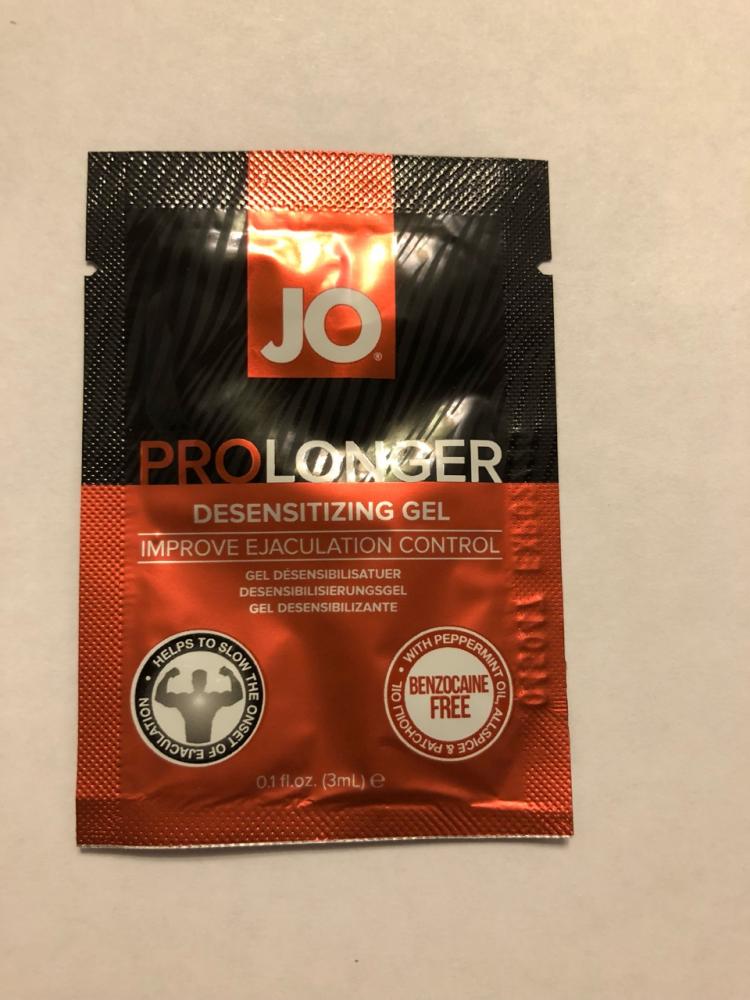 JO®
PROLONGER
DESENSITIZING GEL
IMPROVE EJACULATION CONTROL
GEL DÉSENSIBILISATUER
DESENSIBILISIERUNGSGEL
GEL DESENSIBILIZANTE
• HELPS TO SLOW THE ONSET OF EJACULATION
• WITH PEPPERMINT OIL, ALLSPICE & PATCHOLI OIL
BENZOCAINE
FREE
0.1 fl.oz. (3mL) ℮